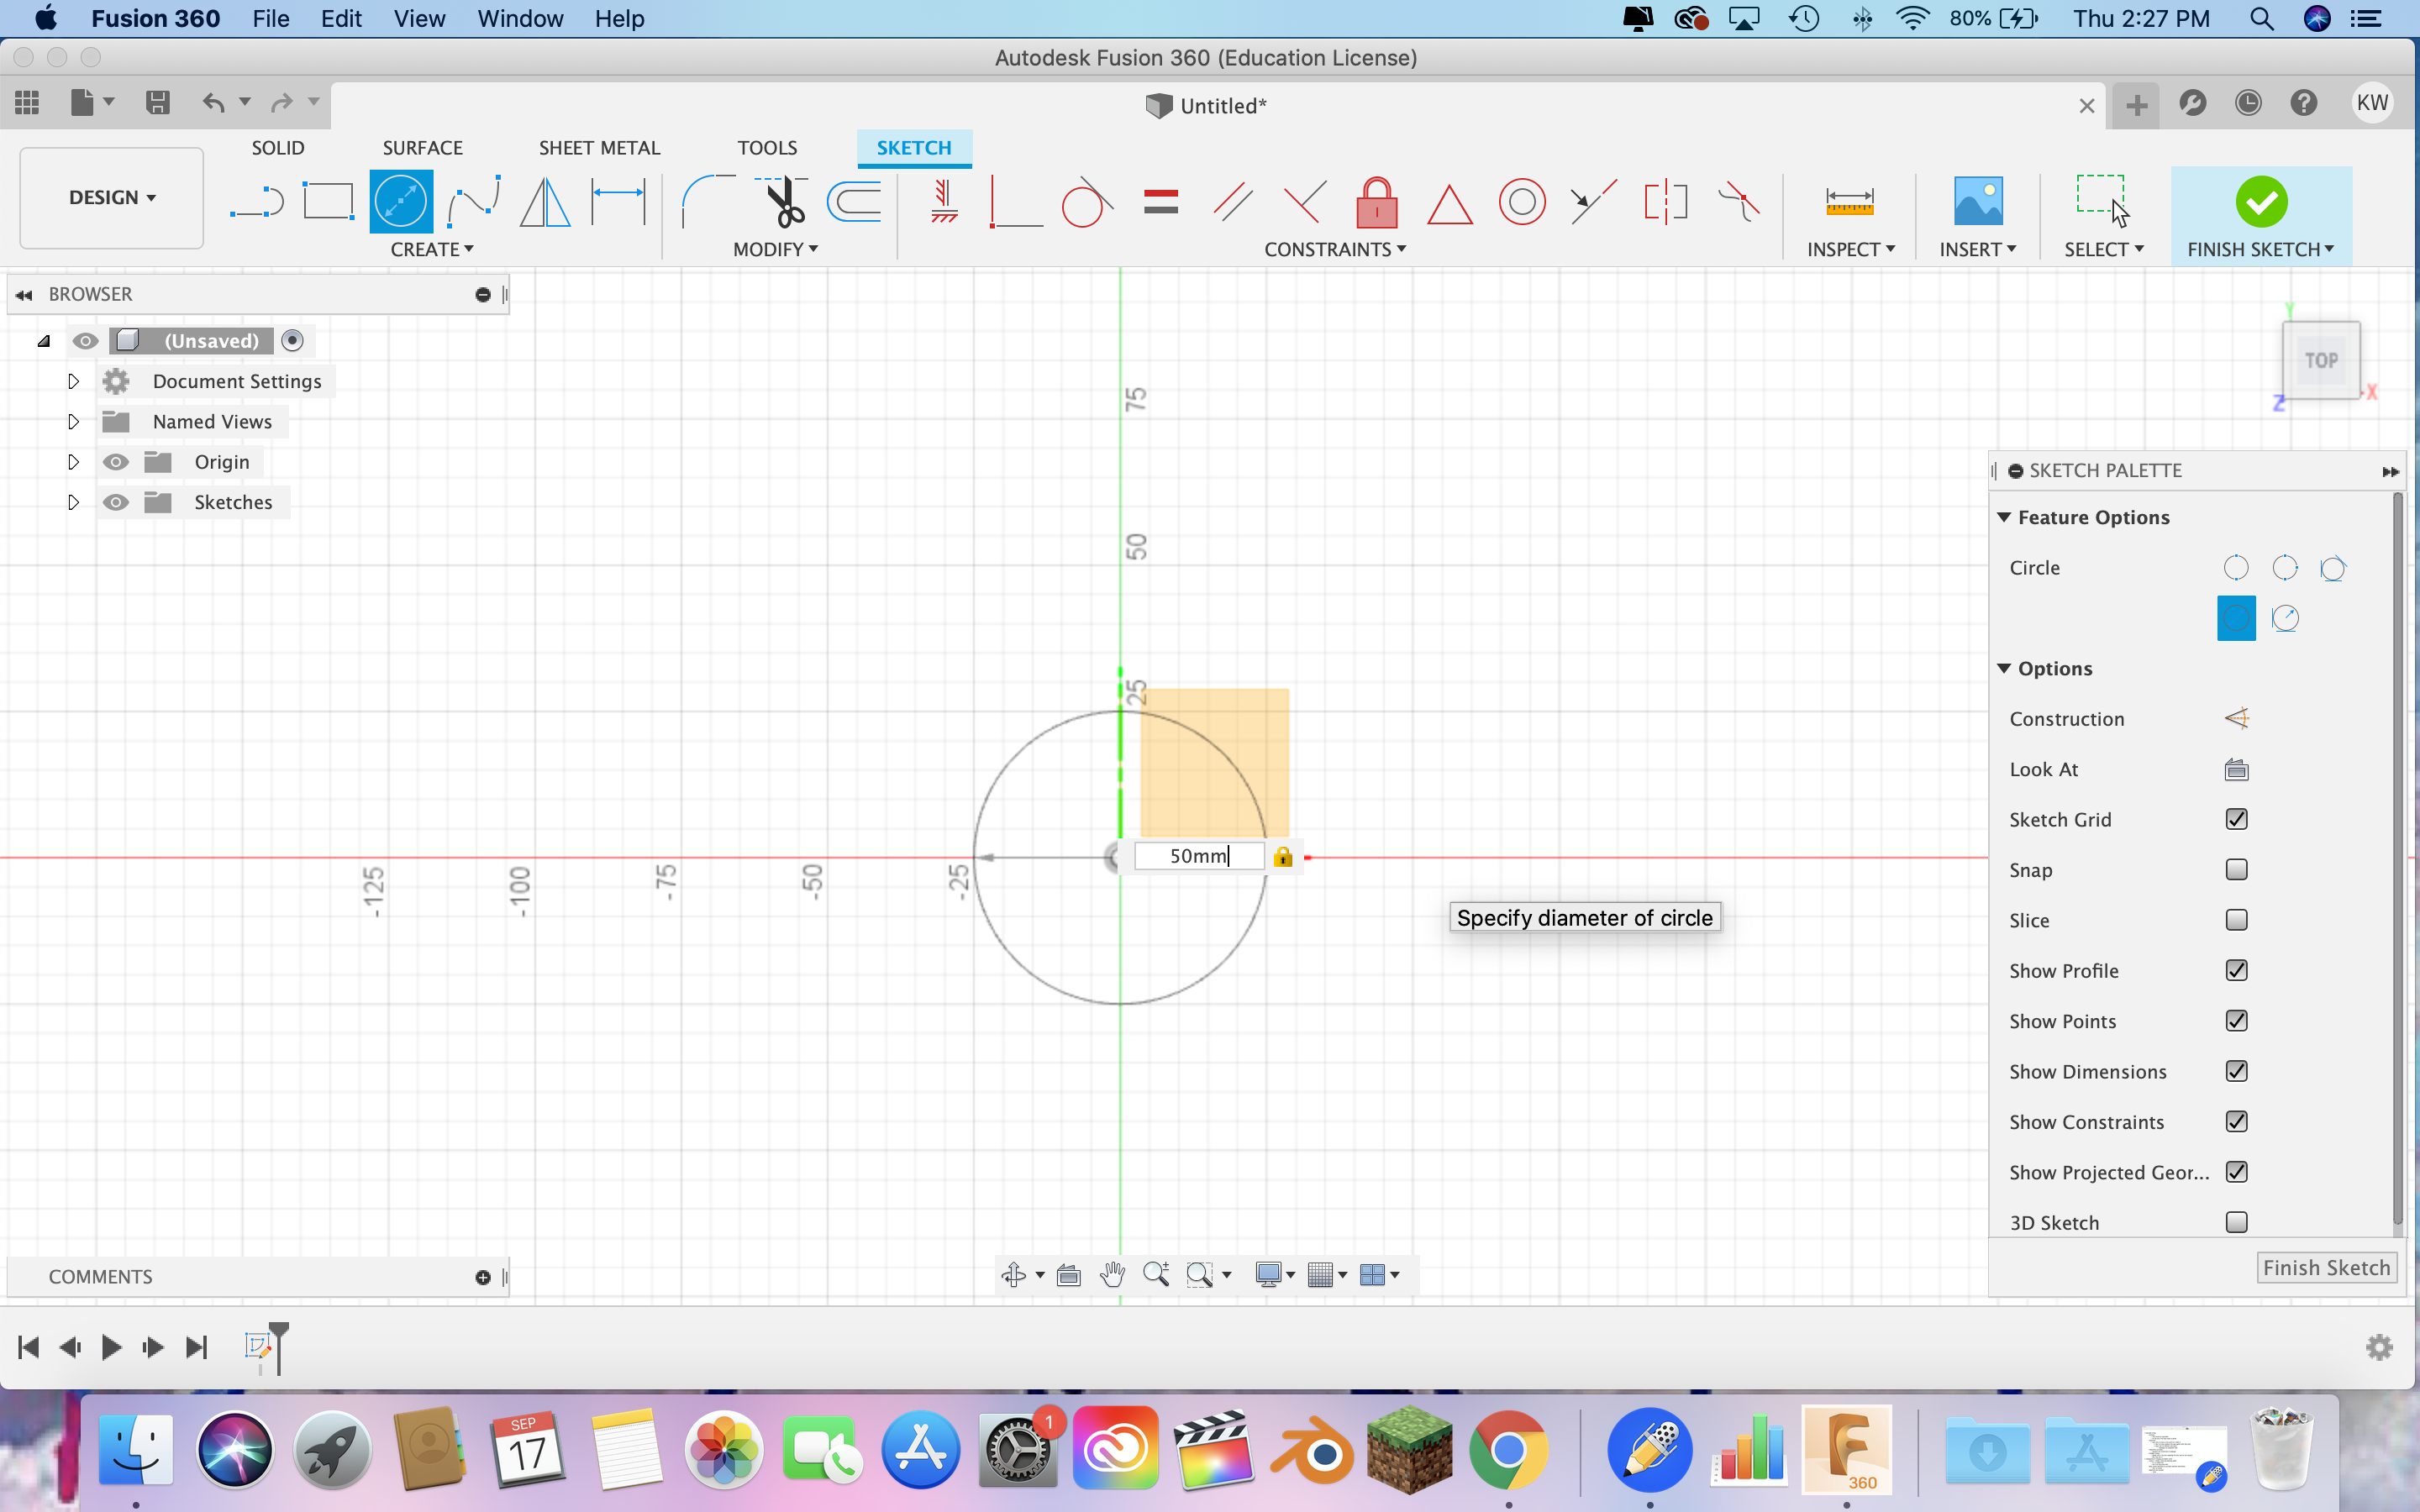 Fusion 360 File Edit View Window Help 80% Thu 2:27 PM
Autodesk Fusion 360 (Education License)
Untitled* KW
SOLID SURFACE SHEET METAL TOOLS SKETCH
DESIGN
CREATE MODIFY CONSTRAINTS INSPECT INSERT SELECT FINISH SKETCH
BROWSER
(Unsaved)
Document Settings
Named Views
Origin
Sketches
Y
TOP
X
Z
75
50
25
-125
-100
-75
-50
-25
50mm
Specify diameter of circle
SKETCH PALETTE
Feature Options
Circle
Options
Construction
Look At
Sketch Grid
Snap
Slice
Show Profile
Show Points
Show Dimensions
Show Constraints
Show Projected Geor...
3D Sketch
Finish Sketch
COMMENTS
SEP
17
1
360